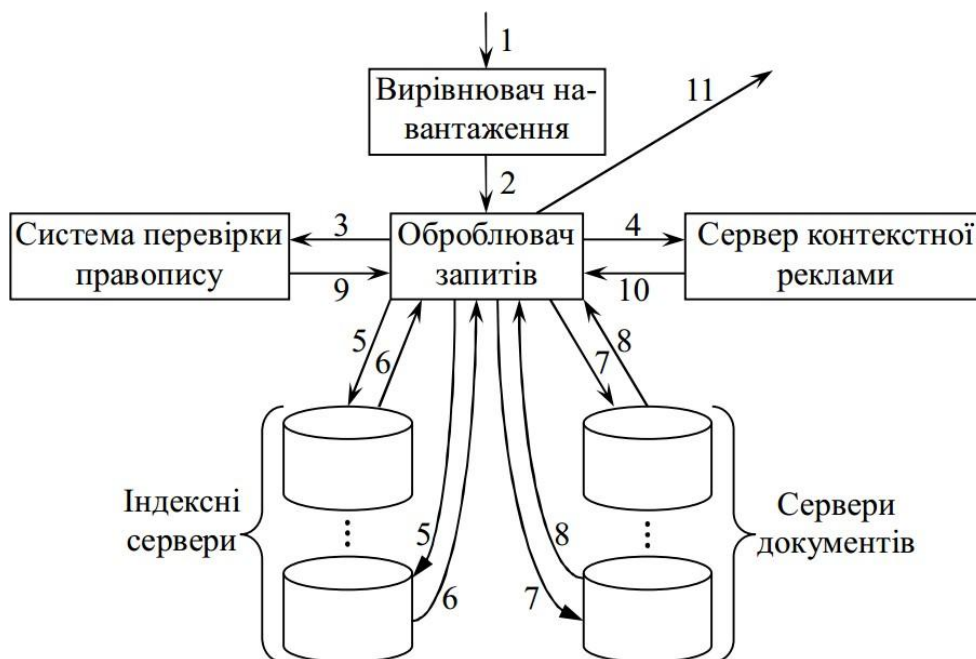 1
Вирівнювач на-
вантаження
11
2
Система перевірки
правопису
3
9
Оброблювач
запитів
4
10
Сервер контекстної
реклами
5
6
7
8
Індексні
сервери
5
6
8
7
Сервери
документів